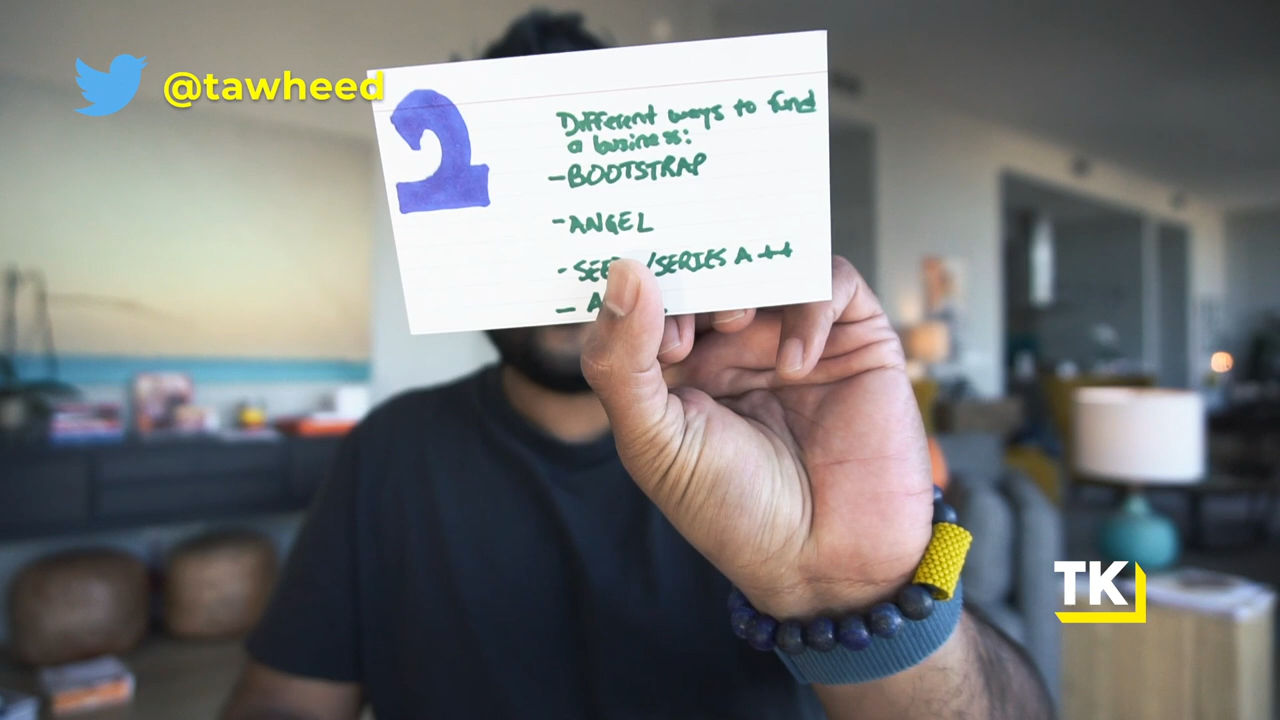 @tawheed
2
Different ways to fund
a business:
- BOOTSTRAP
- ANGEL
- /SERIES A ++
-
TK